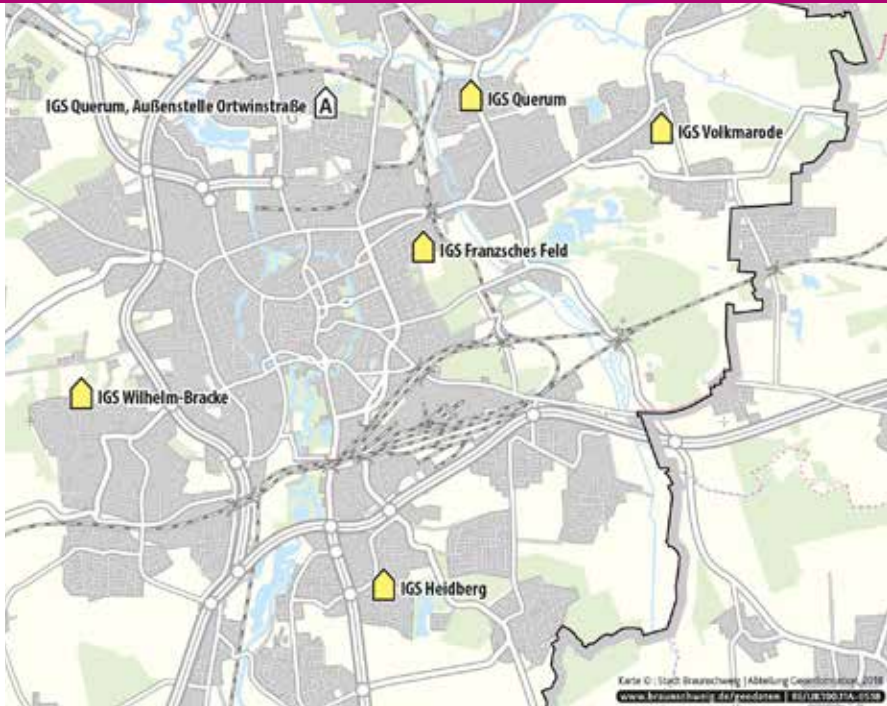 IGS Querum, Außenstelle Ortwinstraße
A
IGS Querum
IGS Volkmarode
IGS Franzsches Feld
IGS Wilhelm-Bracke
IGS Heidberg
Karte ©: Stadt Braunschweig | Abteilung Geoinformation, 2018
www.braunschweig.de/geodaten |